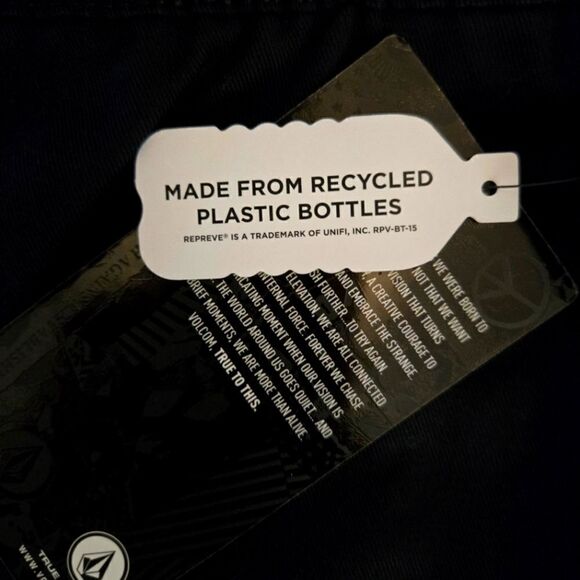 MADE FROM RECYCLED
PLASTIC BOTTLES
REPREVE® IS A TRADEMARK OF UNIFI, INC. RPV-BT-15
WE WERE BORN TO
NOT THAT WE WANT
VISION THAT TURNS
A CREATIVE COURAGE TO
AND EMBRACE THE STRANGE.
FURTHER. TO TRY AGAIN
ELEVATION. WE ARE ALL CONNECTED
FORCE. FOREVER WE CHASE
MOMENT WHEN OUR VISION IS
THE WORLD AROUND US GOES QUIET... AND
BRIEF MOMENTS, WE ARE MORE THAN ALIVE.
VOLCOM. TRUE TO THIS.
TRUE